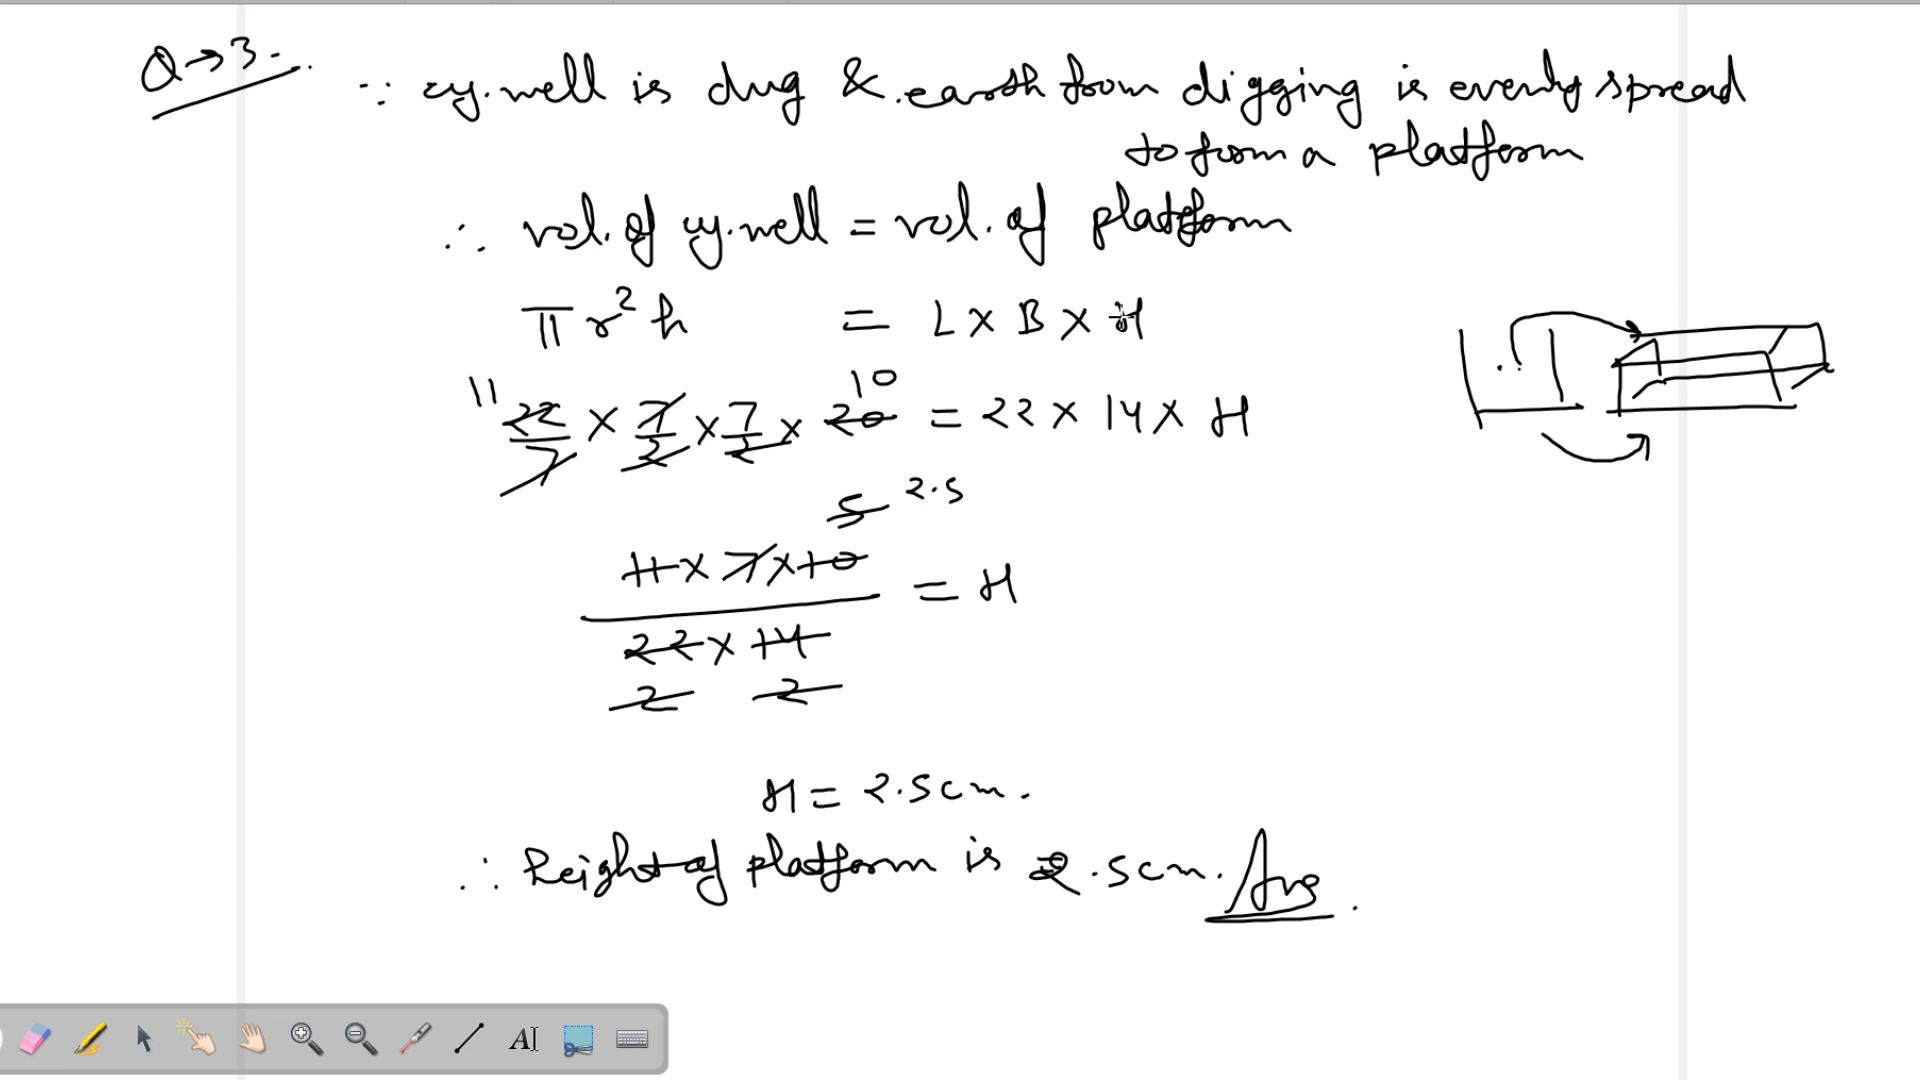 Q→3.
∵ cy.well is dug & earth from digging is evenly spread
to form a platform
∴ vol. of cy.well = vol. of platform
πr²h = L × B × H
11 10
22/7 × 7/2 × 7/2 × 20 = 22 × 14 × H
5 2.5
11 × 7 × 10
= H
22 × 14
2 2
H = 2.5cm.
∴ Height of platform is 2.5cm. Ans.
AI